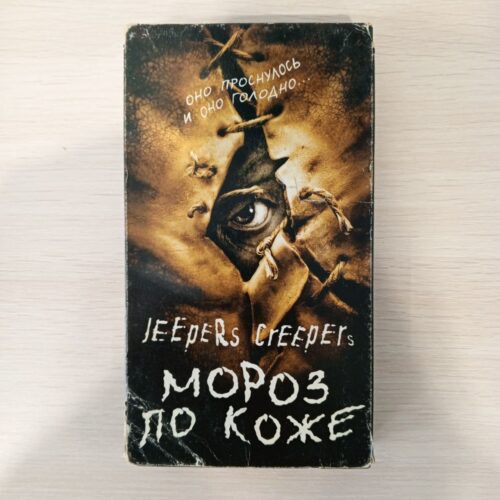 ОНО ПРОСНУЛОСЬ
И ОНО ГОЛОДНО...
JEEPERS CREEPERS
МОРОЗ
ПО КОЖЕ